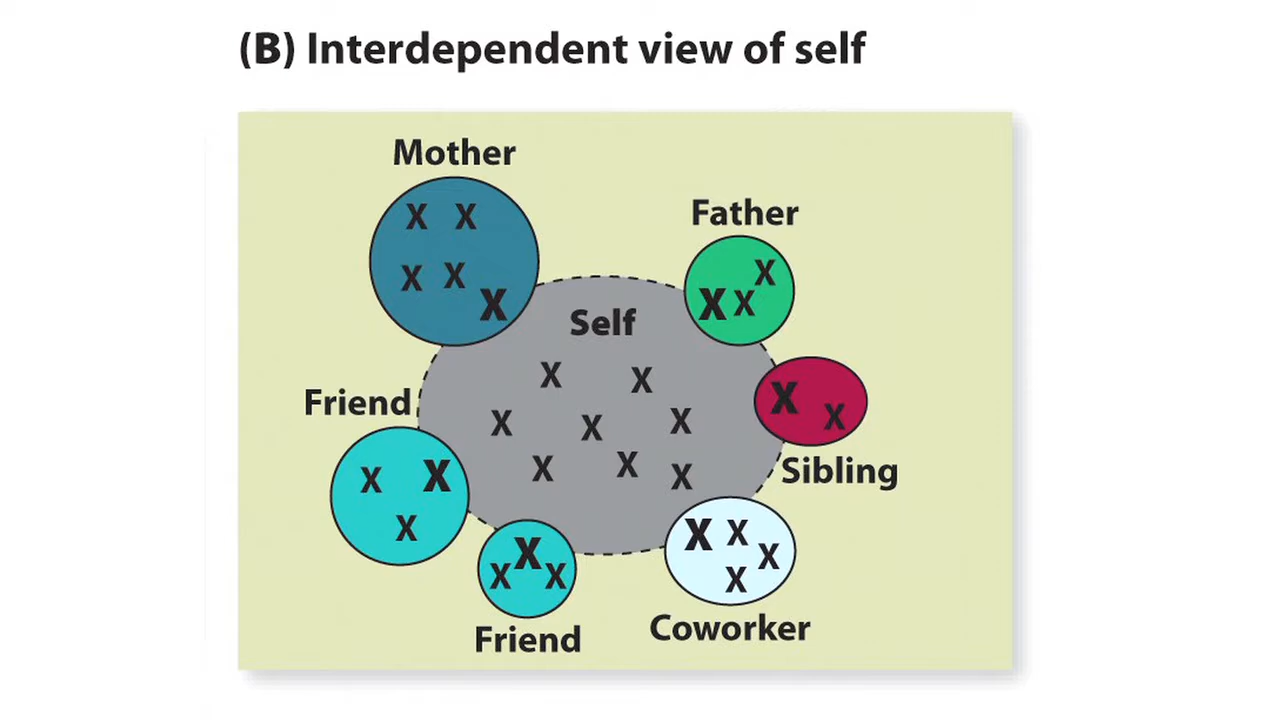 (B) Interdependent view of self
Mother
X X
X X X
Father
X
X X
Self
X X
X X X
X X X
Friend
X X
X
Sibling
X X
Friend
X
X X
Coworker
X X
X
X